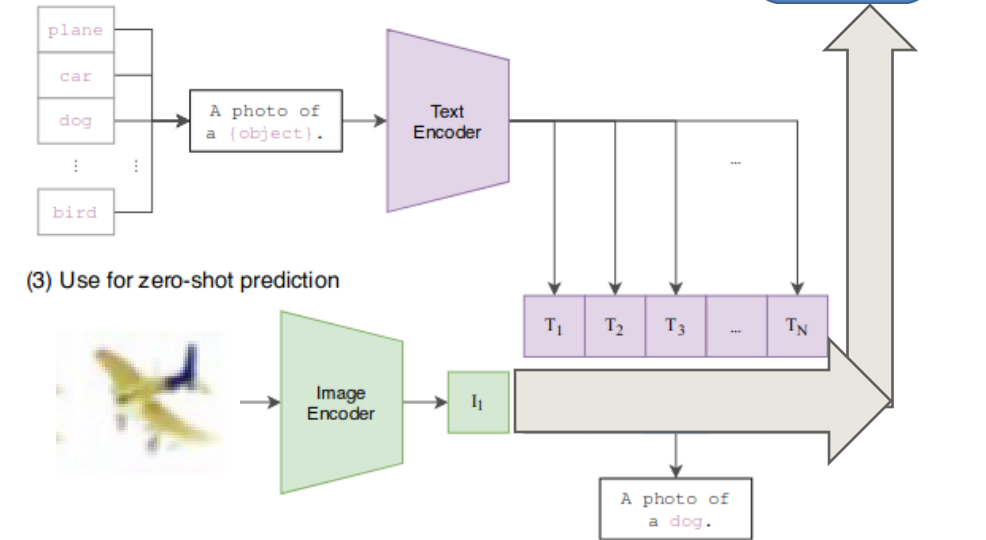 plane
car
dog
⋮ ⋮
bird
A photo of
a {object}.
Text
Encoder
...
(3) Use for zero-shot prediction
T1 T2 T3 ... TN
Image
Encoder
I1
A photo of
a dog.